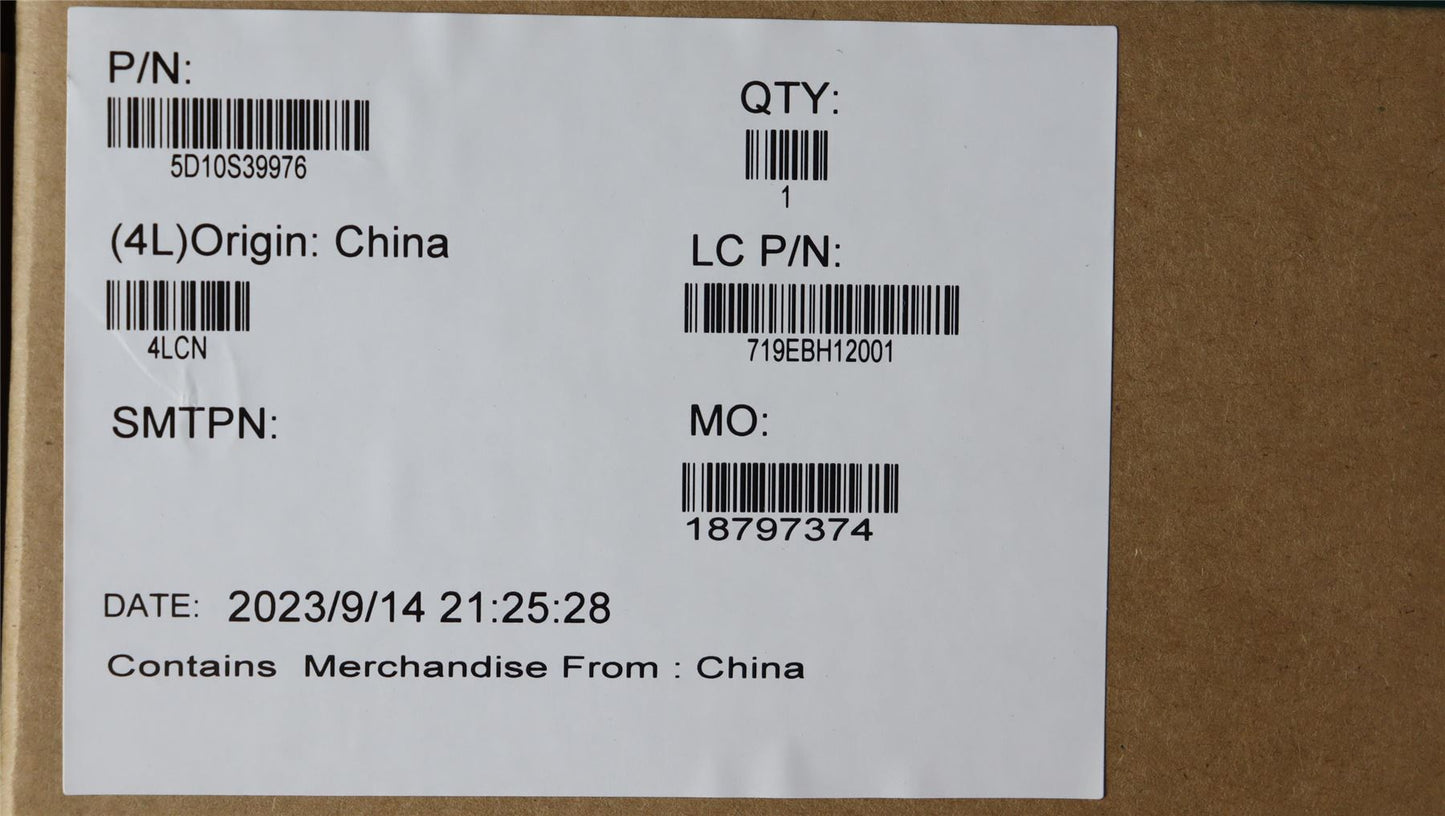 P/N:
5D10S39976
QTY:
1
(4L)Origin: China
4LCN
LC P/N:
719EBH12001
SMTPN:
MO:
18797374
DATE: 2023/9/14 21:25:28
Contains Merchandise From : China